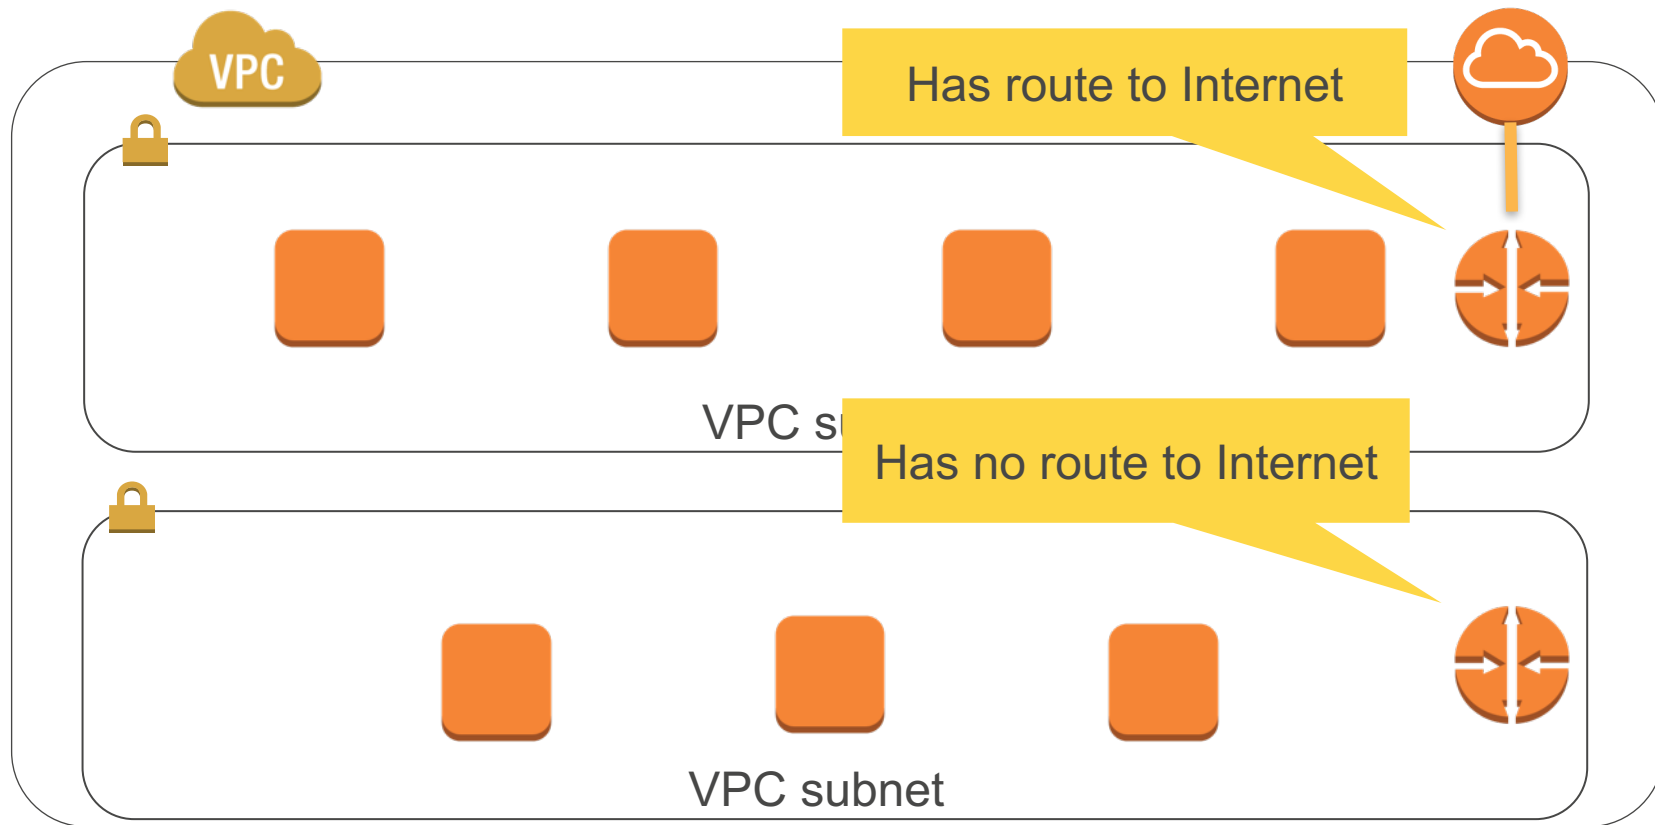 VPC
Has route to Internet
VPC
Has no route to Internet
VPC subnet